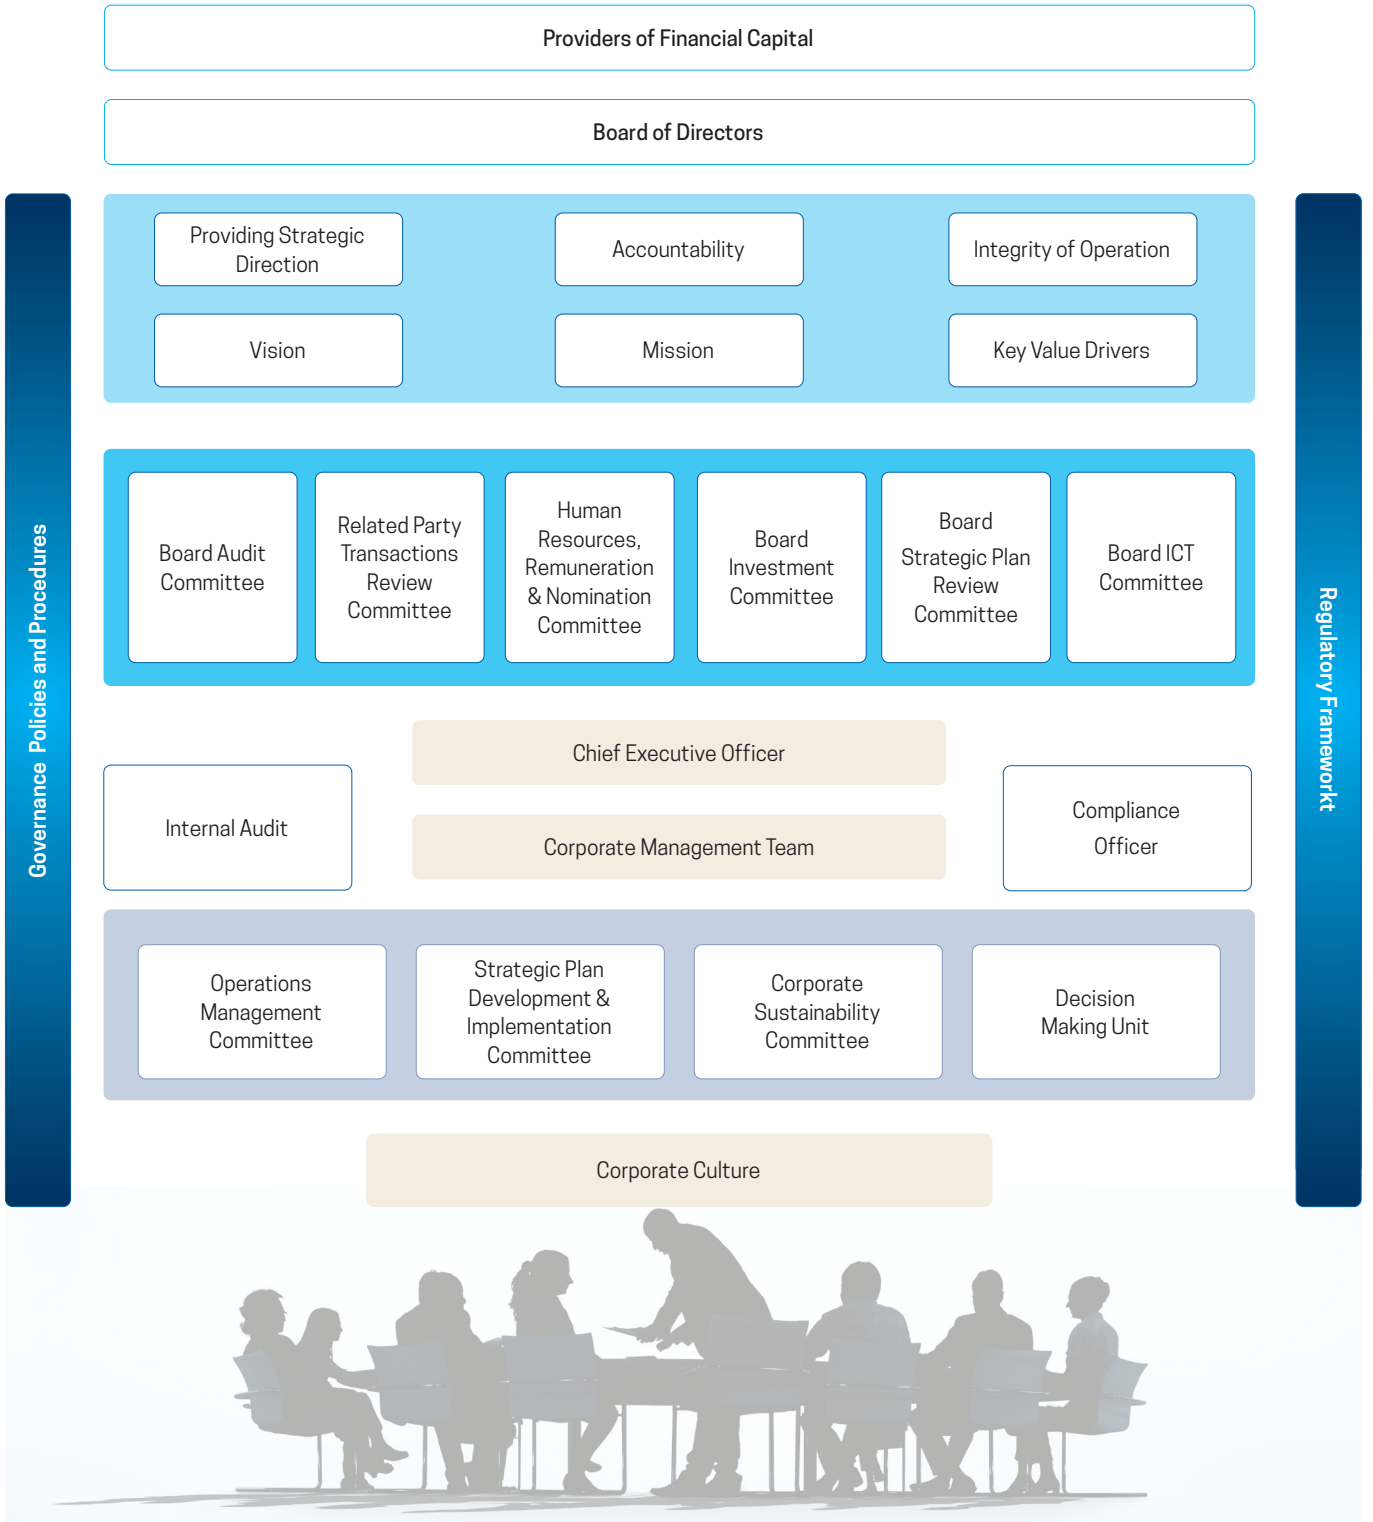 Providers of Financial Capital
Board of Directors
Governance Policies and Procedures
Providing Strategic
Direction
Accountability
Integrity of Operation
Vision
Mission
Key Value Drivers
Board Audit
Committee
Related Party
Transactions
Review
Committee
Human
Resources,
Remuneration
& Nomination
Committee
Board
Investment
Committee
Board
Strategic Plan
Review
Committee
Board ICT
Committee
Regulatory Frameworkt
Chief Executive Officer
Internal Audit
Corporate Management Team
Compliance
Officer
Operations
Management
Committee
Strategic Plan
Development &
Implementation
Committee
Corporate
Sustainability
Committee
Decision
Making Unit
Corporate Culture